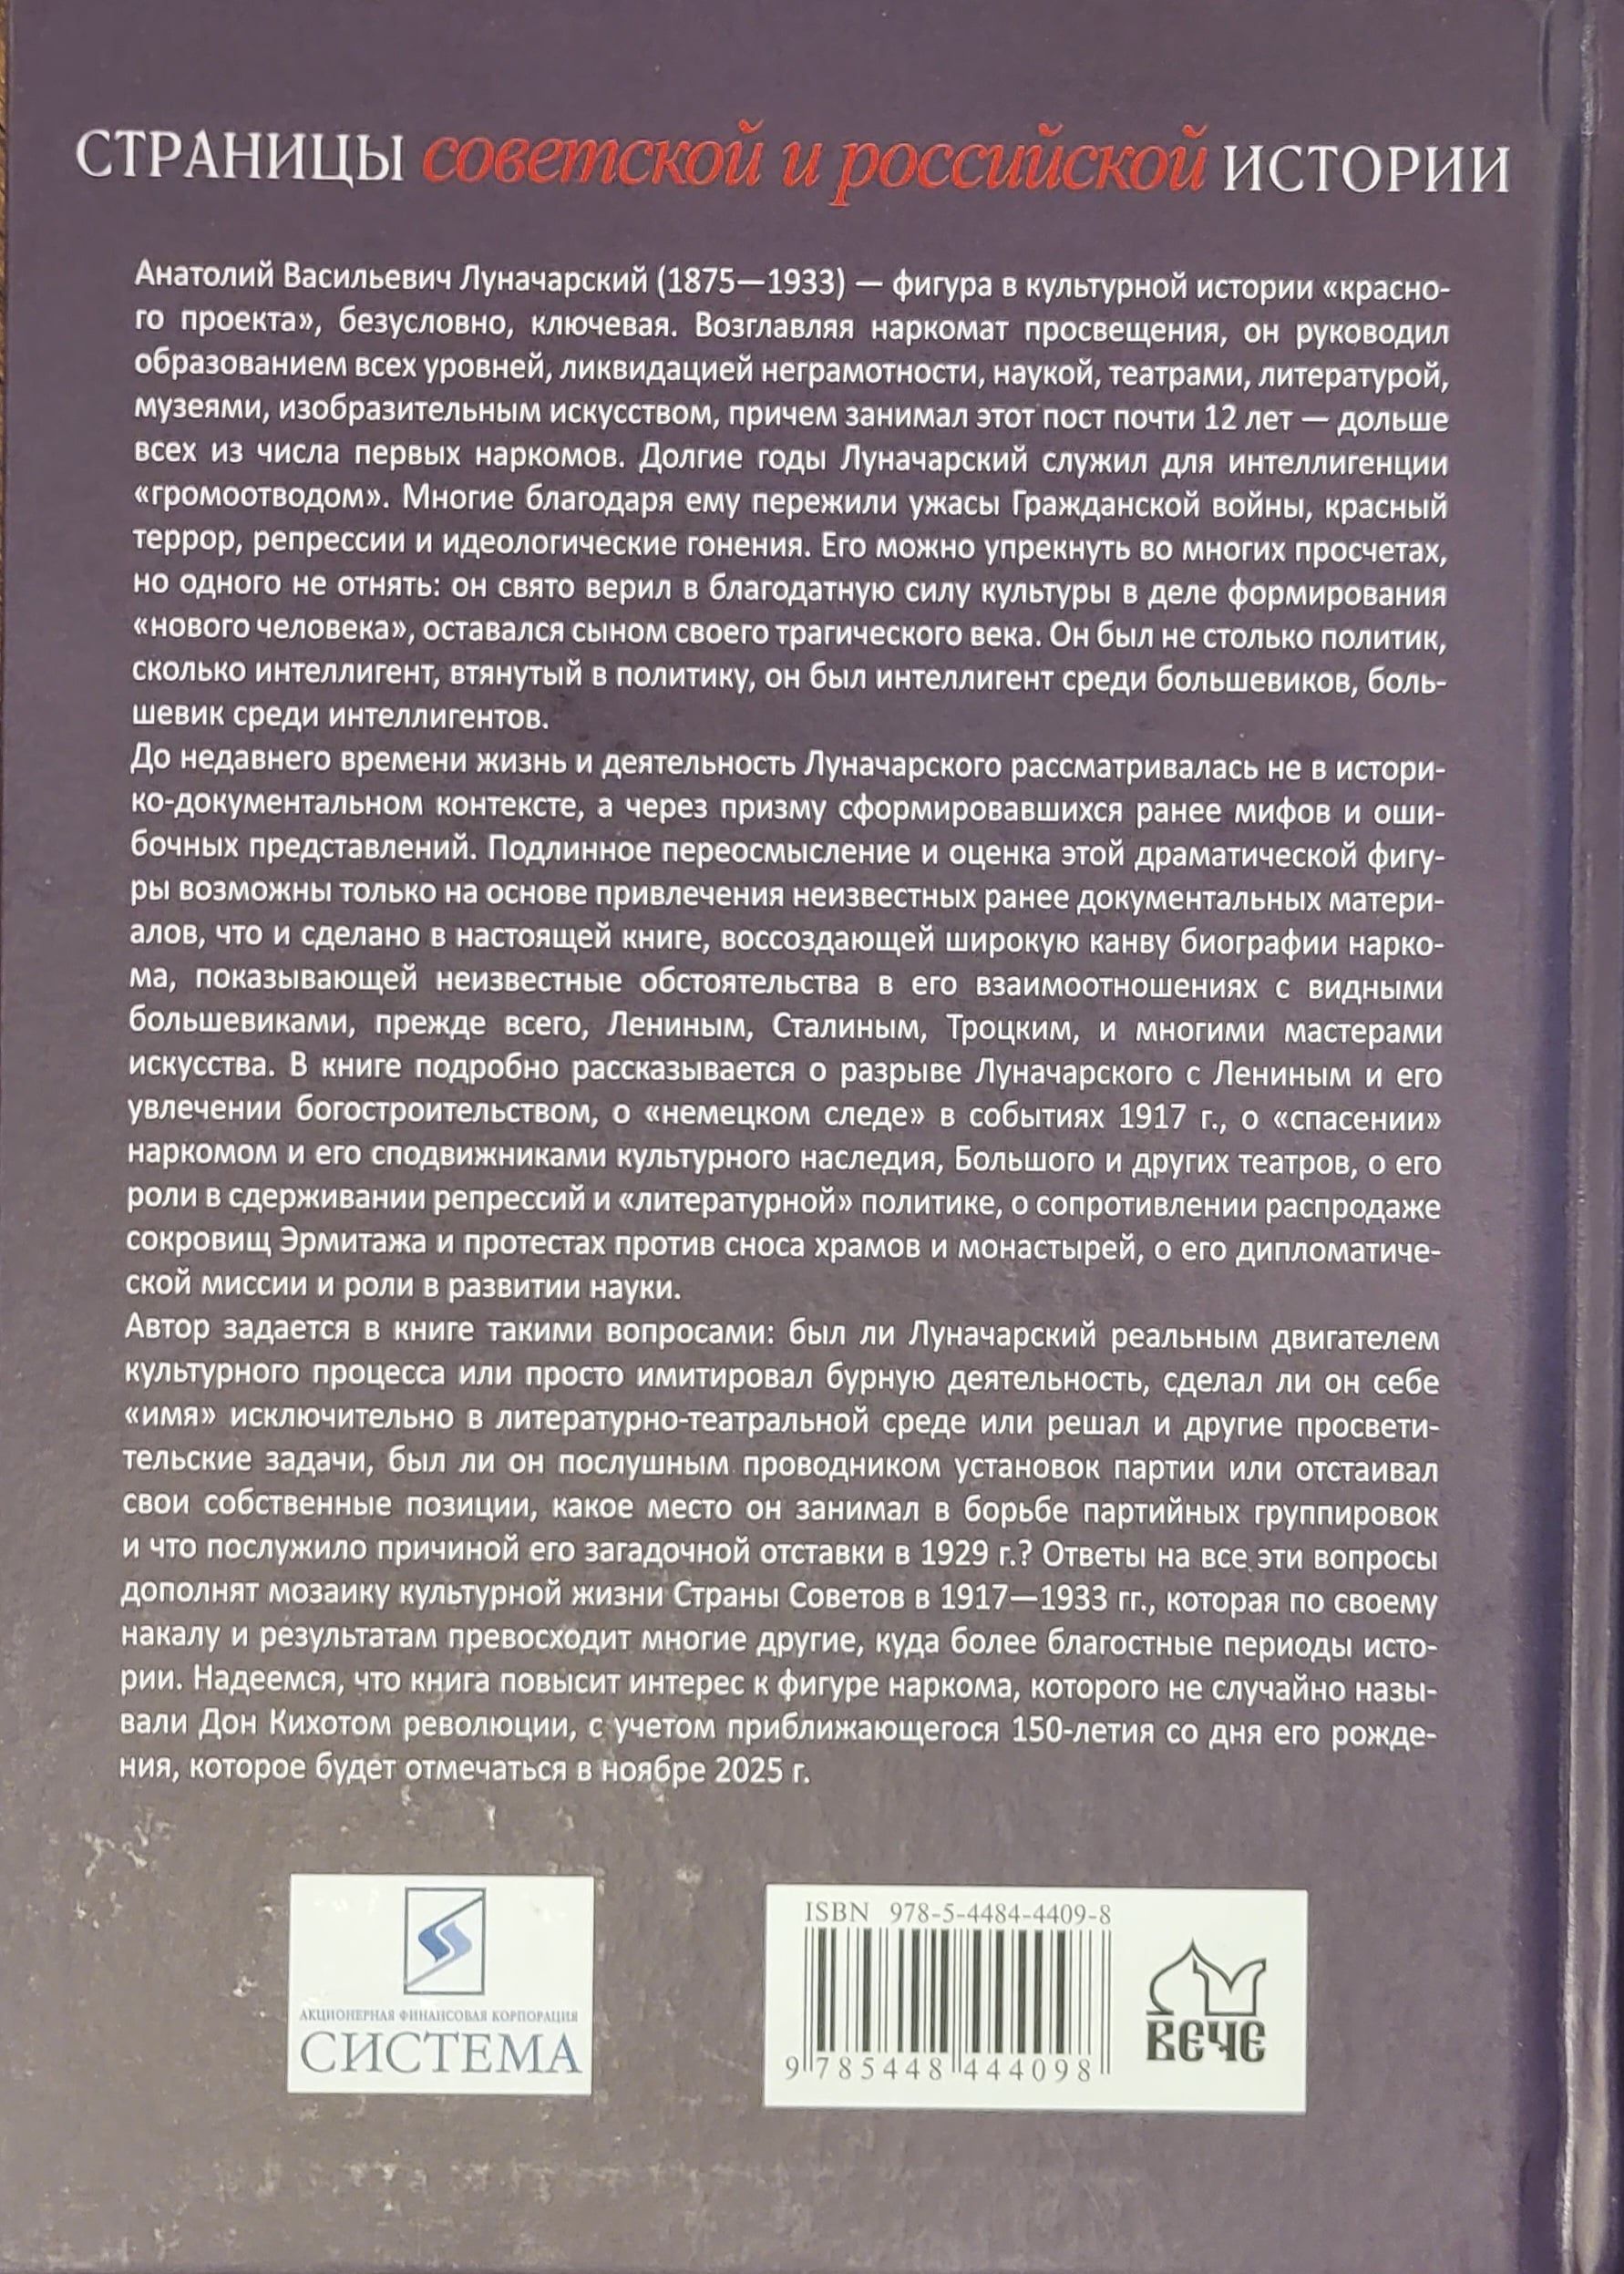 СТРАНИЦЫ советской и российской ИСТОРИИ
Анатолий Васильевич Луначарский (1875—1933) — фигура в культурной истории «красно-
го проекта», безусловно, ключевая. Возглавляя наркомат просвещения, он руководил
образованием всех уровней, ликвидацией неграмотности, наукой, театрами, литературой,
музеями, изобразительным искусством, причем занимал этот пост почти 12 лет — дольше
всех из числа первых наркомов. Долгие годы Луначарский служил для интеллигенции
«громоотводом». Многие благодаря ему пережили ужасы Гражданской войны, красный
террор, репрессии и идеологические гонения. Его можно упрекнуть во многих просчетах,
но одного не отнять: он свято верил в благодатную силу культуры в деле формирования
«нового человека», оставался сыном своего трагического века. Он был не столько политик,
сколько интеллигент, втянутый в политику, он был интеллигент среди большевиков, боль-
шевик среди интеллигентов.
До недавнего времени жизнь и деятельность Луначарского рассматривалась не в истори-
ко-документальном контексте, а через призму сформировавшихся ранее мифов и оши-
бочных представлений. Подлинное переосмысление и оценка этой драматической фигу-
ры возможны только на основе привлечения неизвестных ранее документальных матери-
алов, что и сделано в настоящей книге, воссоздающей широкую канву биографии нарко-
ма, показывающей неизвестные обстоятельства в его взаимоотношениях с видными
большевиками, прежде всего, Лениным, Сталиным, Троцким, и многими мастерами
искусства. В книге подробно рассказывается о разрыве Луначарского с Лениным и его
увлечении богостроительством, о «немецком следе» в событиях 1917 г., о «спасении»
наркомом и его сподвижниками культурного наследия, Большого и других театров, о его
роли в сдерживании репрессий и «литературной» политике, о сопротивлении распродаже
сокровищ Эрмитажа и протестах против сноса храмов и монастырей, о его дипломатиче-
ской миссии и роли в развитии науки.
Автор задается в книге такими вопросами: был ли Луначарский реальным двигателем
культурного процесса или просто имитировал бурную деятельность, сделал ли он себе
«имя» исключительно в литературно-театральной среде или решал и другие просвети-
тельские задачи, был ли он послушным проводником установок партии или отстаивал
свои собственные позиции, какое место он занимал в борьбе партийных группировок
и что послужило причиной его загадочной отставки в 1929 г.? Ответы на все эти вопросы
дополнят мозаику культурной жизни Страны Советов в 1917—1933 гг., которая по своему
накалу и результатам превосходит многие другие, куда более благостные периоды исто-
рии. Надеемся, что книга повысит интерес к фигуре наркома, которого не случайно назы-
вали Дон Кихотом революции, с учетом приближающегося 150-летия со дня его рожде-
ния, которое будет отмечаться в ноябре 2025 г.
АКЦИОНЕРНАЯ ФИНАНСОВАЯ КОРПОРАЦИЯ
СИСТЕМА
ISBN 978-5-4484-4409-8
9 785448 444098
ВЕЧЕ